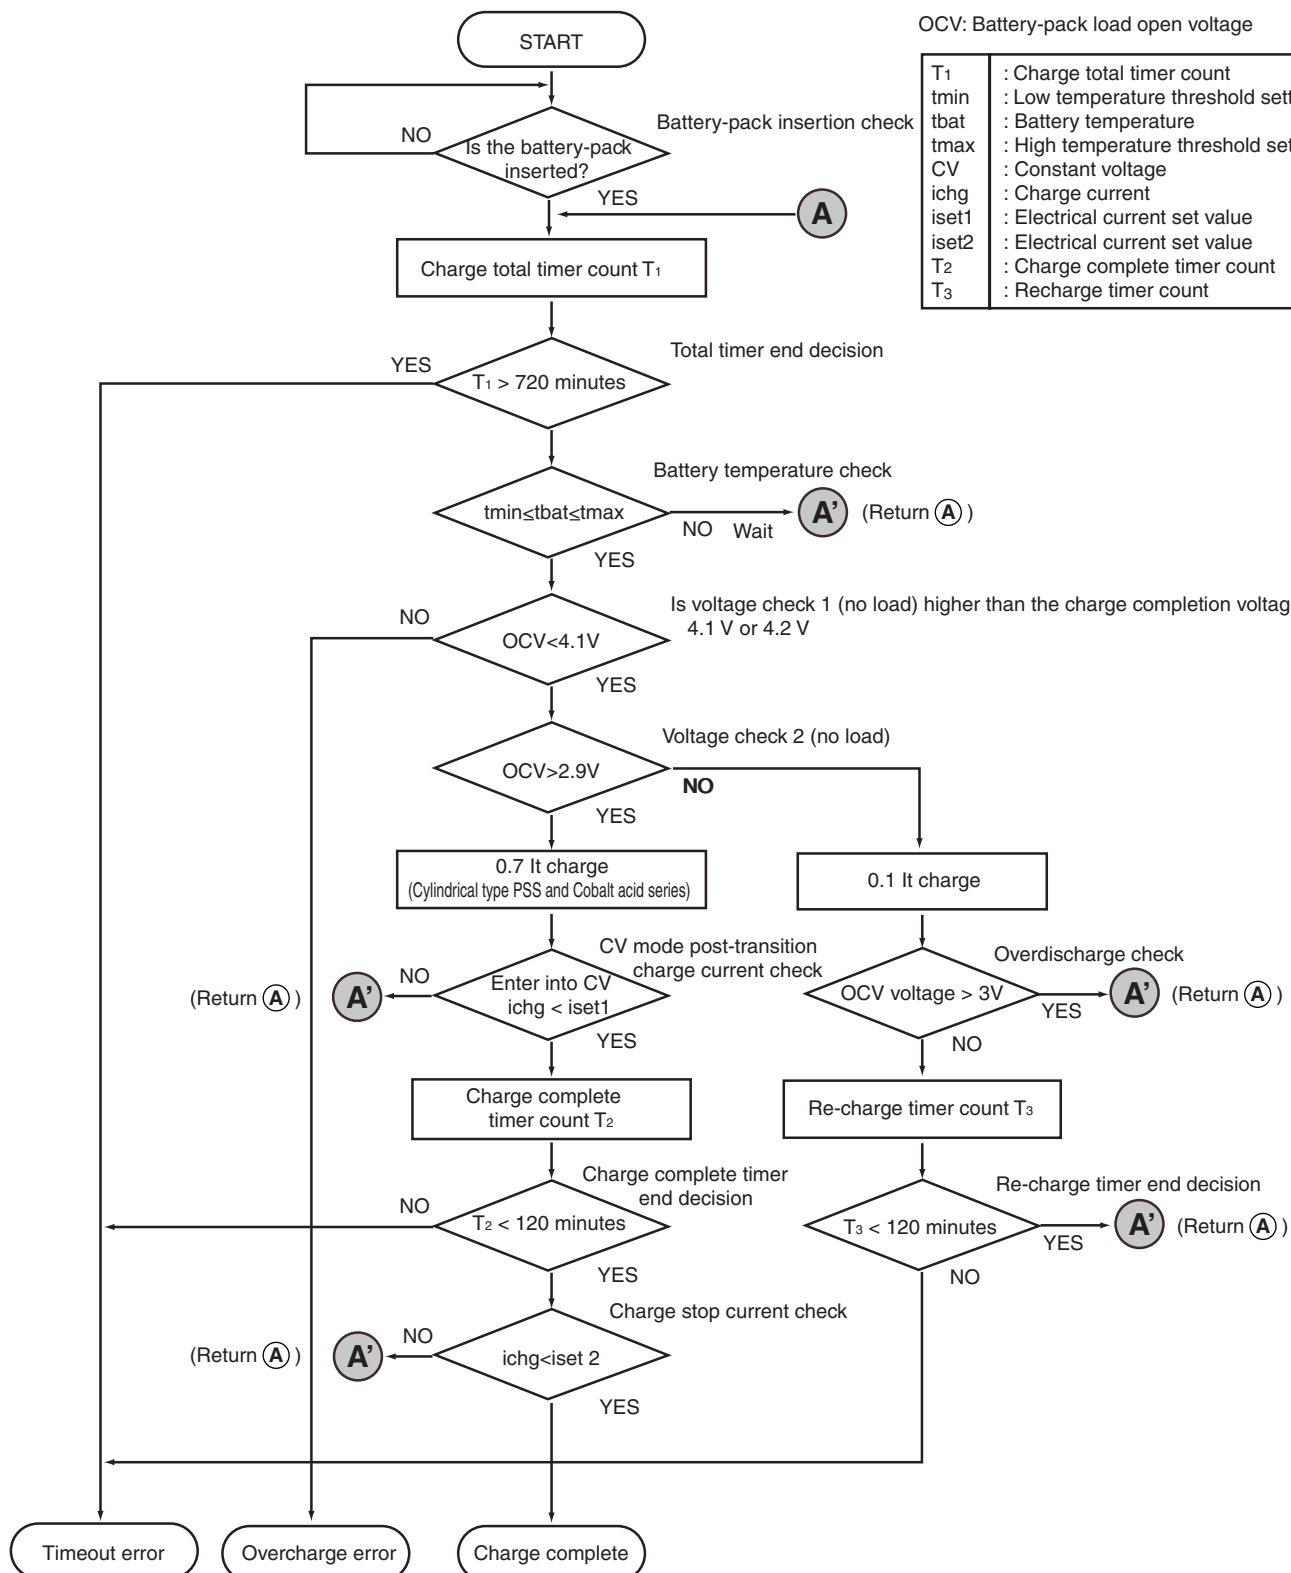 OCV: Battery-pack load open voltage
START
T1 : Charge total timer count
tmin : Low temperature threshold
tbat : Battery temperature
tmax : High temperature threshold
CV : Constant voltage
ichg : Charge current
iset1 : Electrical current set value
iset2 : Electrical current set value
T2 : Charge complete timer count
T3 : Recharge timer count
Battery-pack insertion check
NO
Is the battery-pack
inserted?
YES
A
Charge total timer count T1
Total timer end decision
YES
T1 > 720 minutes
Battery temperature check
tmin≤tbat≤tmax
NO Wait
A'
(Return A )
YES
Is voltage check 1 (no load) higher than the charge completion
4.1 V or 4.2 V
NO
OCV<4.1V
YES
Voltage check 2 (no load)
OCV>2.9V
NO
YES
0.7 It charge
(Cylindrical type PSS and Cobalt acid series)
0.1 It charge
CV mode post-transition
charge current check
Overdischarge check
(Return A )
A'
NO
Enter into CV
ichg < iset1
YES
OCV voltage > 3V
YES
A'
(Return A )
NO
Charge complete
timer count T2
Re-charge timer count T3
Charge complete timer
end decision
Re-charge timer end decision
NO
T2 < 120 minutes
YES
T3 < 120 minutes
YES
A'
(Return A )
NO
Charge stop current check
(Return A )
A'
NO
ichg<iset 2
YES
Timeout error
Overcharge error
Charge complete